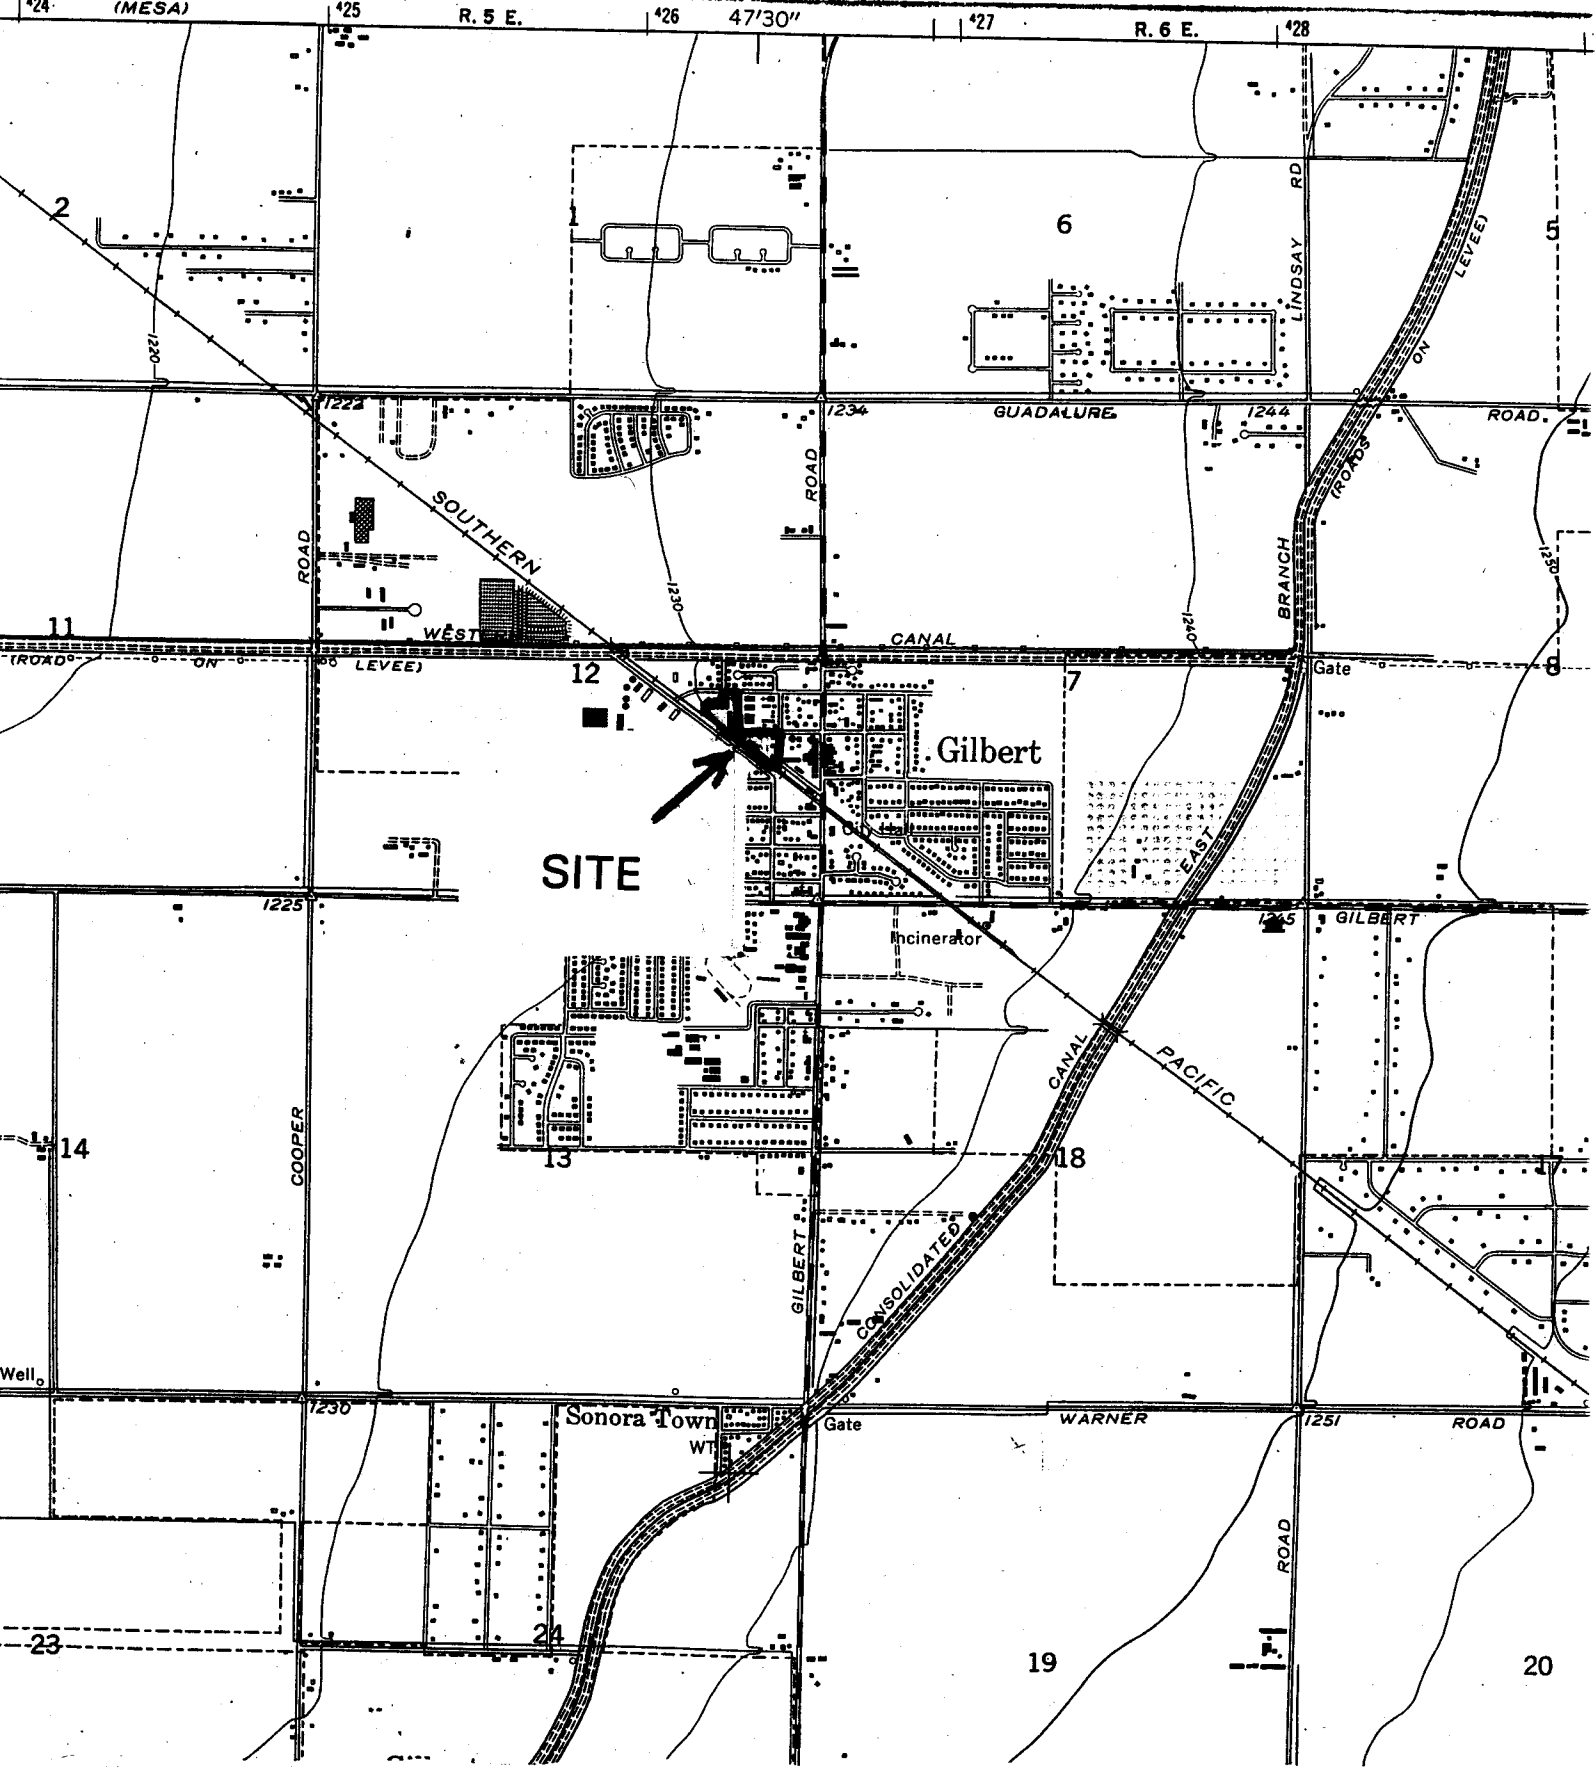 424 (MESA) 425 R. 5 E. 426 47'30" 427 R. 6 E. 428
2
1
6
5
LINDSAY RD
LEVEE)
1220
ON
1222
1234
GUADALUPE
1244
ROAD
(ROADS
SOUTHERN
ROAD
ROAD
BRANCH
1230
1240
1250
11
WESTERN
CANAL
(ROAD
ON
LEVEE)
12
7
Gate
8
Gilbert
SITE
EAST
1225
1245
GILBERT
Incinerator
CANAL
PACIFIC
COOPER
14
13
18
GILBERT
CONSOLIDATED
Well
1230
Sonora Town
WT
Gate
WARNER
1251
ROAD
ROAD
23
24
19
20